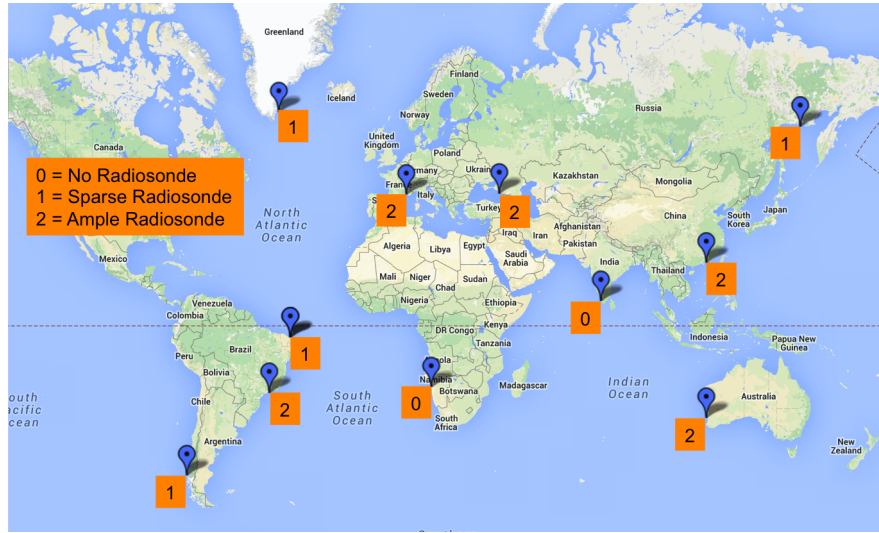 Greenland
Iceland
1
Finland
Sweden
Norway
Russia
1
Canada
United
Kingdom
Poland
Ukraine
Kazakhstan
Mongolia
0 = No Radiosonde
1 = Sparse Radiosonde
2 = Ample Radiosonde
2
Italy
2
Turkey
North
Atlantic
Ocean
Afghanistan
China
South
Korea
Japan
Iraq
Iran
Pakistan
Mexico
Algeria
Libya
Egypt
Saudi
Arabia
India
Thailand
2
Mali
Niger
Chad
Sudan
Nigeria
Ethiopia
0
Venezuela
Colombia
DR Congo
Kenya
Tanzania
Indonesia
Papua New
Guinea
1
Brazil
Peru
Bolivia
Namibia
Botswana
Madagascar
Indian
Ocean
Australia
2
Chile
South
Atlantic
Ocean
0
South
Africa
2
Argentina
New
Zealand
1